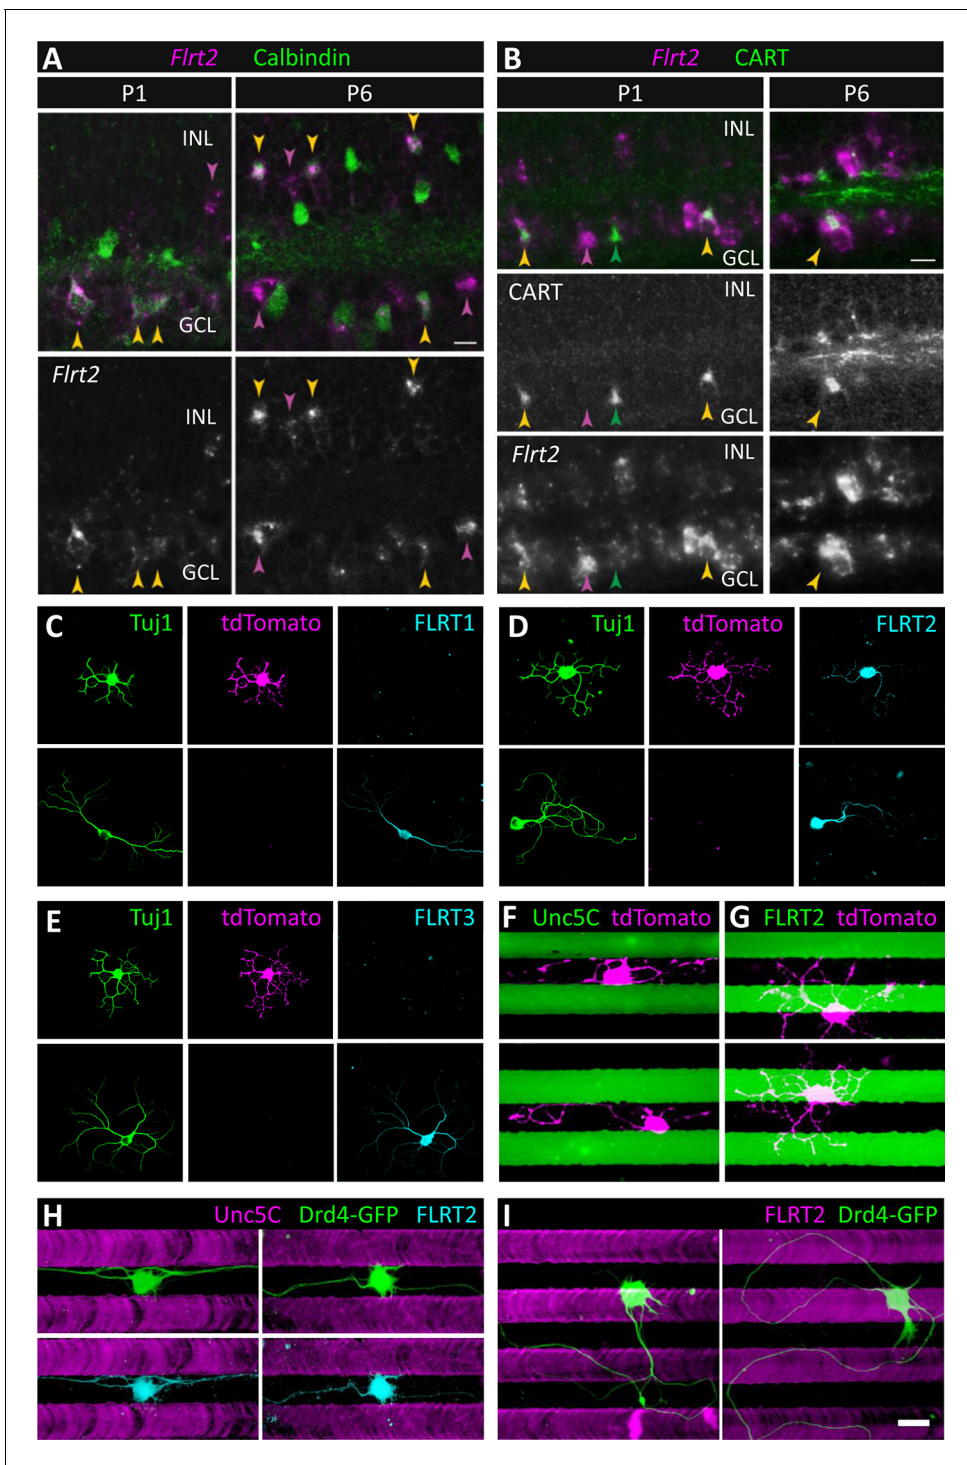 A Flrt2 Calbindin
P1 P6
INL
GCL
Flrt2
INL
GCL
B Flrt2 CART
P1 P6
INL
GCL
CART INL
GCL
Flrt2 INL
GCL
C Tuj1 tdTomato FLRT1
D Tuj1 tdTomato FLRT2
E Tuj1 tdTomato FLRT3
F Unc5C tdTomato
G FLRT2 tdTomato
H Unc5C Drd4-GFP FLRT2
I FLRT2 Drd4-GFP